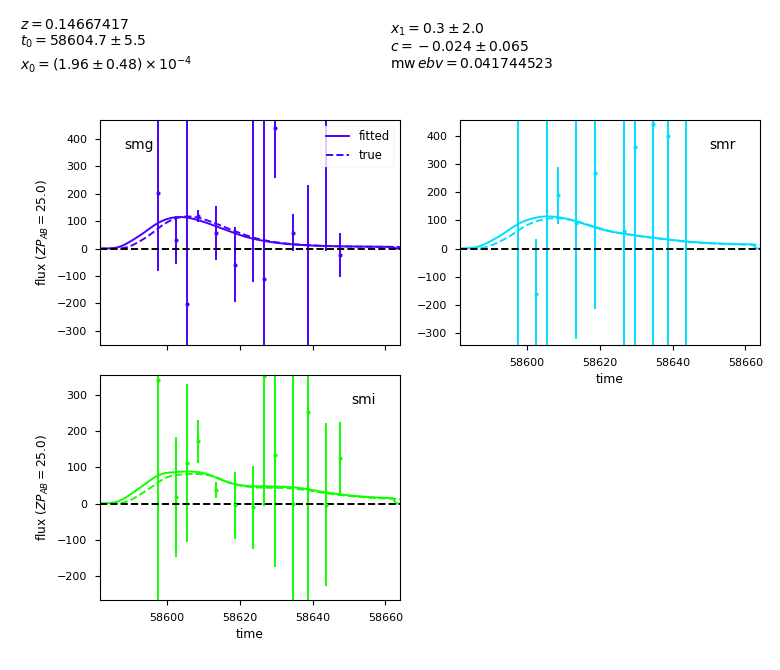 z = 0.14667417
t₀ = 58604.7 ± 5.5
x₀ = (1.96 ± 0.48) × 10⁻⁴
x₁ = 0.3 ± 2.0
c = −0.024 ± 0.065
mw ebv = 0.041744523
smg
fitted
true
flux (ZP_AB = 25.0)
400
300
200
100
0
−100
−200
−300
smr
400
300
200
100
0
−100
−200
−300
58600 58620 58640 58660
time
smi
flux (ZP_AB = 25.0)
300
200
100
0
−100
−200
58600 58620 58640 58660
time